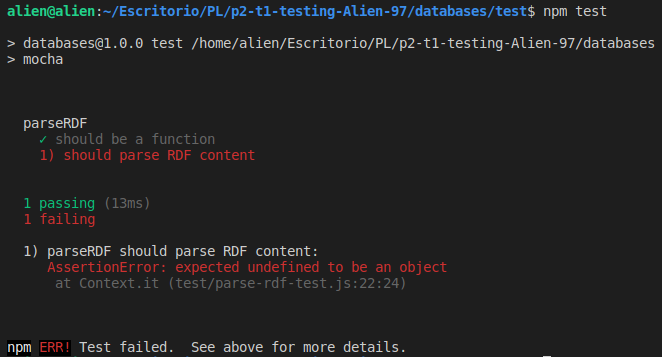 alien@alien:~/Escritorio/PL/p2-t1-testing-Alien-97/databases/test$ npm test
> databases@1.0.0 test /home/alien/Escritorio/PL/p2-t1-testing-Alien-97/databases
> mocha
parseRDF
✓ should be a function
1) should parse RDF content
1 passing (13ms)
1 failing
1) parseRDF should parse RDF content:
AssertionError: expected undefined to be an object
at Context.it (test/parse-rdf-test.js:22:24)
npm ERR! Test failed.  See above for more details.